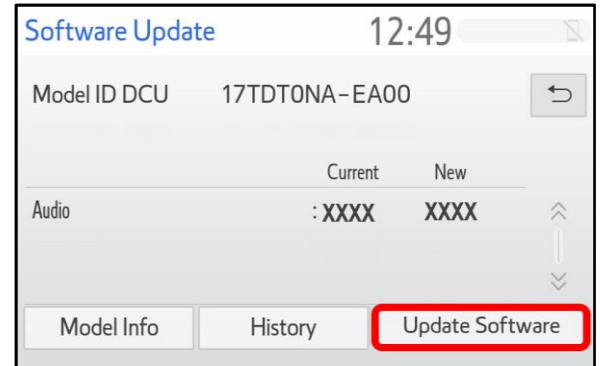 Software Update 12:49
Model ID DCU 17TDT0NA-EA00
Current New
Audio : XXXX XXXX
Model Info History Update Software